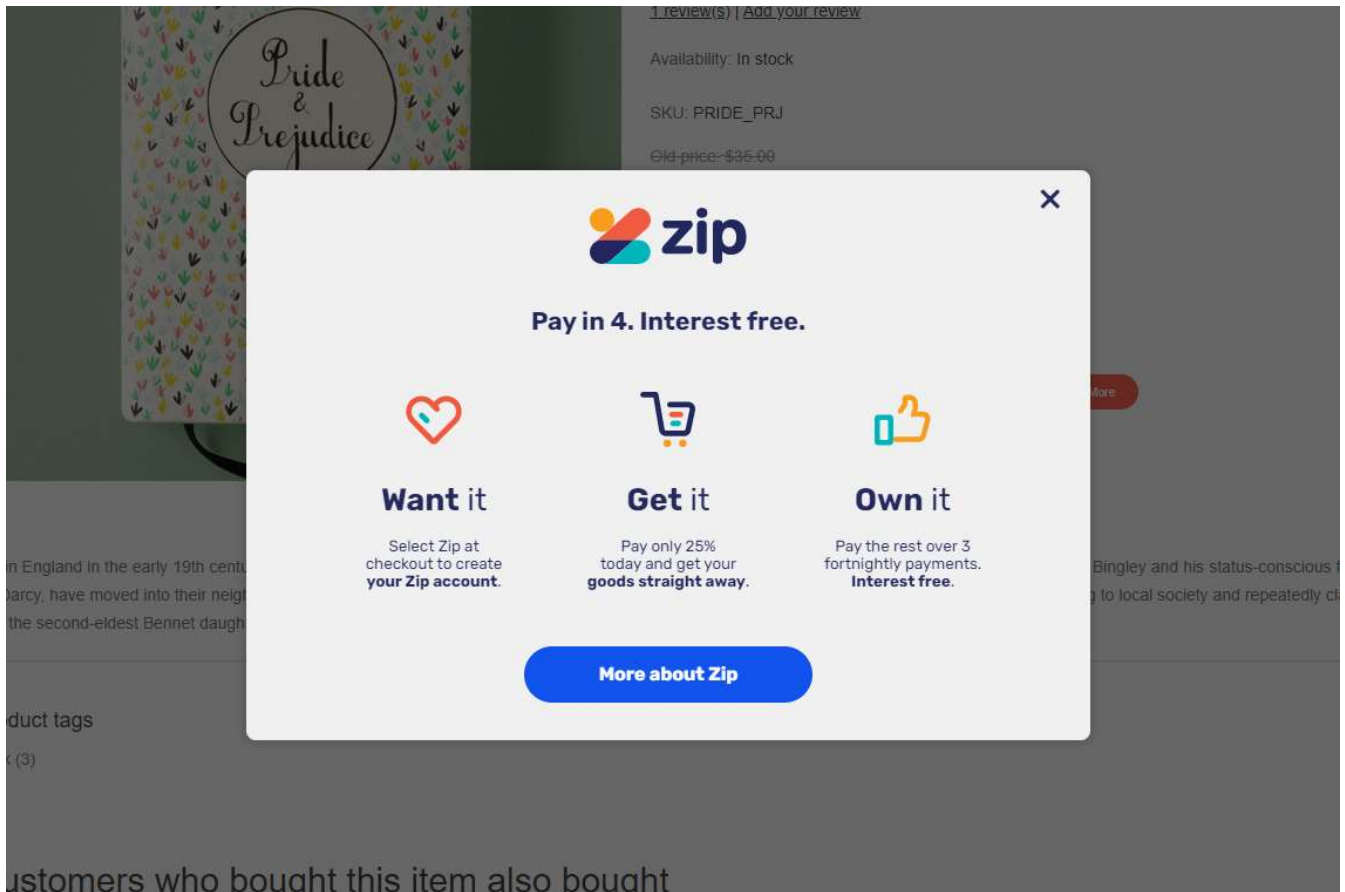 Pride
&
Prejudice
1 review(s) | Add your review
Availability: In stock
SKU: PRIDE_PRJ
Old price: $35.00
zip
Pay in 4. Interest free.
More
Want it
Select Zip at
checkout to create
your Zip account.
Get it
Pay only 25%
today and get your
goods straight away.
Own it
Pay the rest over 3
fortnightly payments.
Interest free.
in England in the early 19th
Bingley and his status-conscious
Darcy, have moved into their
to local society and repeatedly
the second-eldest Bennet
More about Zip
duct tags
(3)
ustomers who bought this item also bought